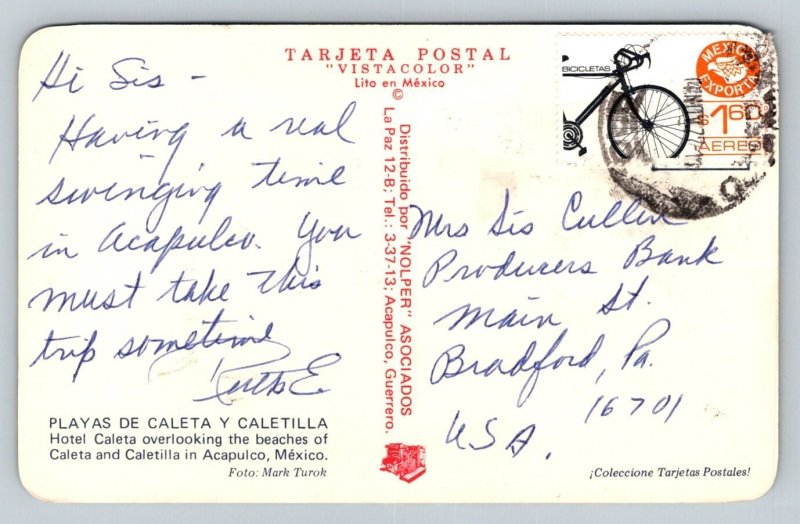 TARJETA POSTAL
"VISTACOLOR"
Lito en México
©
Hi Sis -
Having a real
swinging time
in Acapulco. You
must take this
trip sometime
Ruth E.
PLAYAS DE CALETA Y CALETILLA
Hotel Caleta overlooking the beaches of
Caleta and Caletilla in Acapulco, México.
Foto: Mark Turok
Distribuido por "NOLPER" ASOCIADOS
La Paz 12-B; Tel.: 3-37-13; Acapulco, Guerrero.
BICICLETAS
MEXICO
EXPORTA
$1.60
AEREO
Mrs Sis Cullen
Producers Bank
Main St.
Bradford, Pa.
16701
USA.
¡Coleccione Tarjetas Postales!